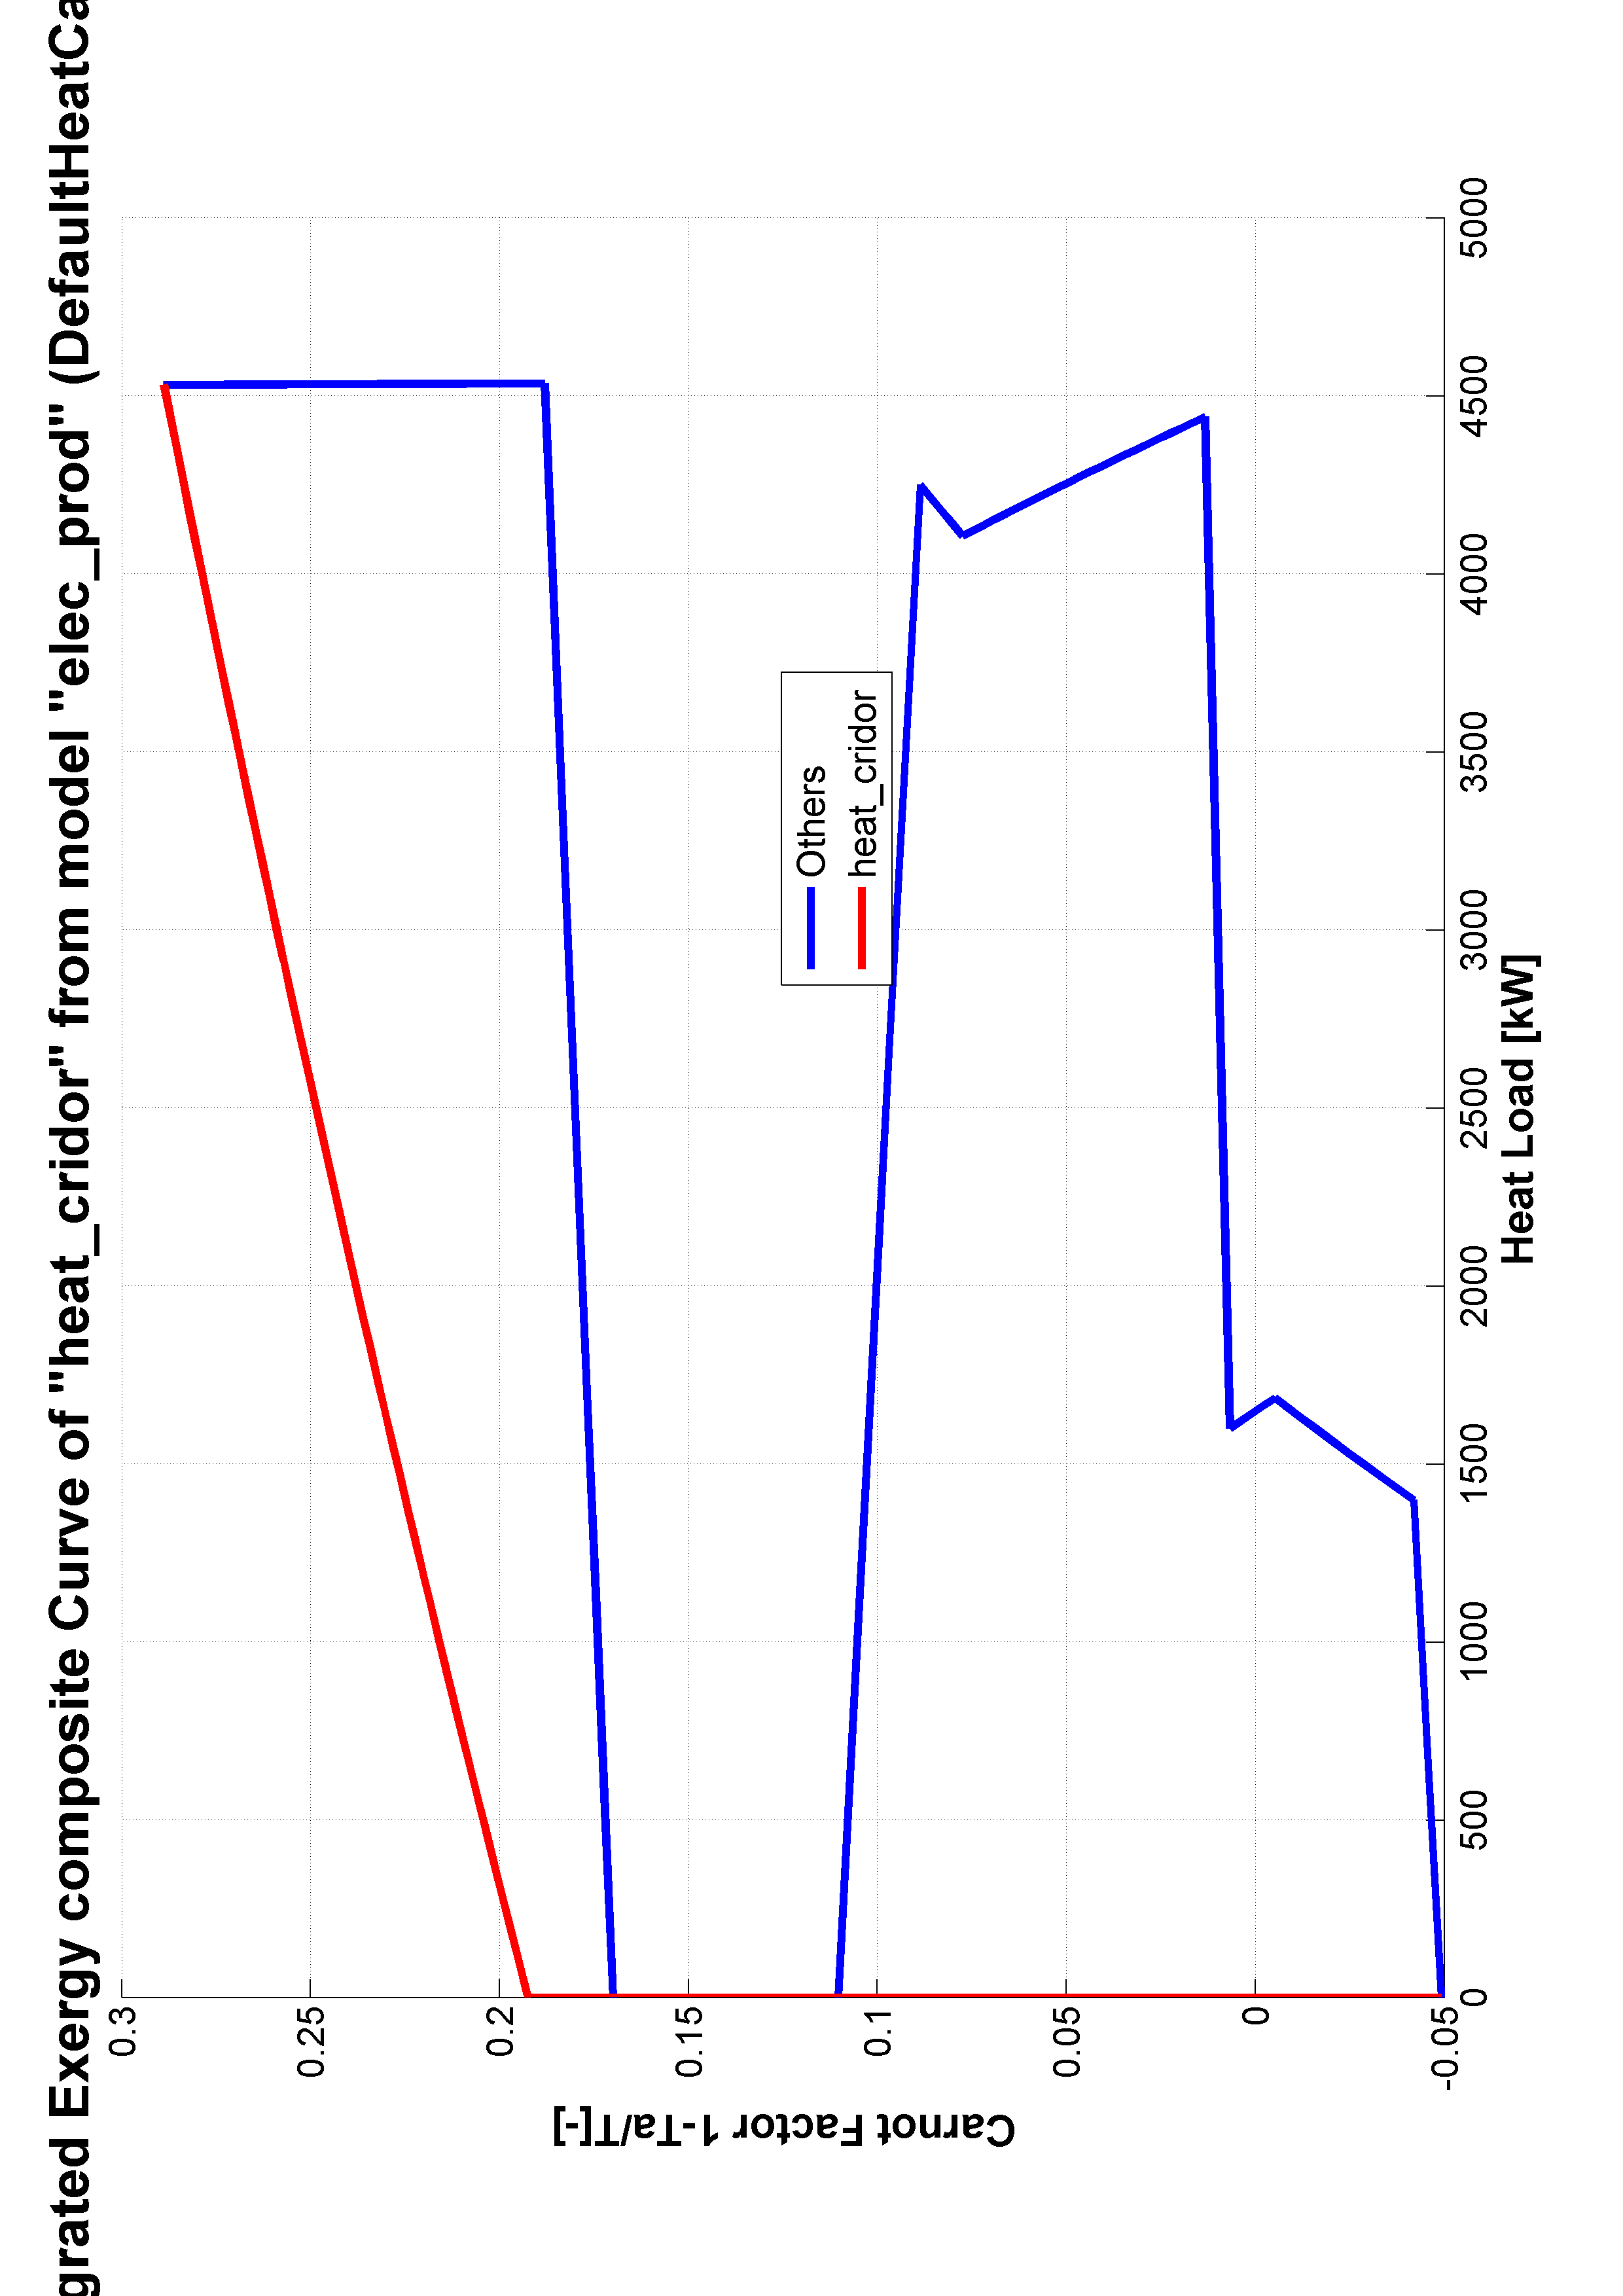 grated Exergy composite Curve of "heat_cridor" from model "elec_prod" (DefaultHeatCa
0.3
0.25
0.2
0.15
0.1
0.05
0
-0.05
Carnot Factor 1-Ta/T[-]
Others
heat_cridor
0 500 1000 1500 2000 2500 3000 3500 4000 4500 5000
Heat Load [kW]